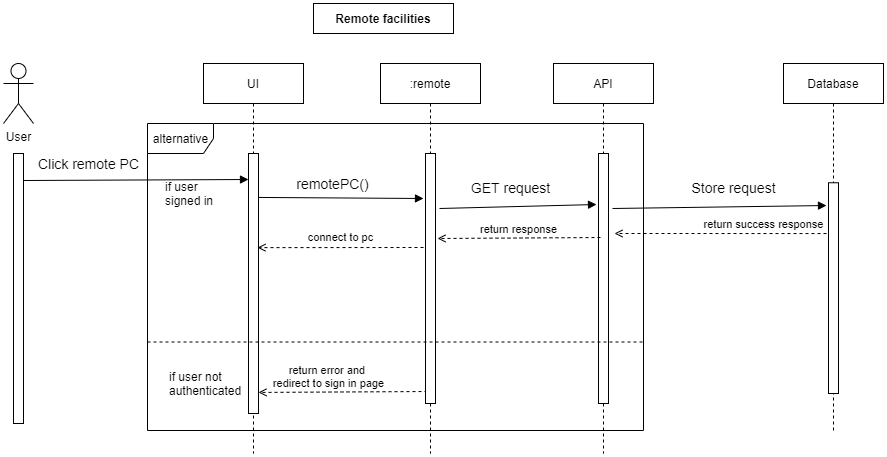 Remote facilities
UI
:remote
API
Database
User
alternative
Click remote PC
if user
signed in
remotePC()
GET request
Store request
connect to pc
return response
return success response
if user not
authenticated
return error and
redirect to sign in page